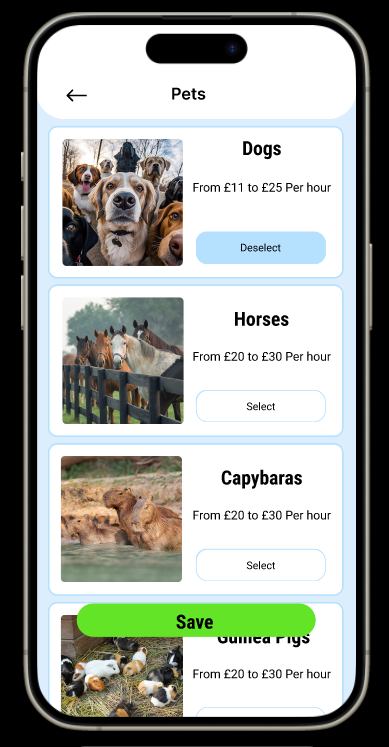 Pets
Dogs
From £11 to £25 Per hour
Deselect
Horses
From £20 to £30 Per hour
Select
Capybaras
From £20 to £30 Per hour
Select
Save
Guinea Pigs
From £20 to £30 Per hour